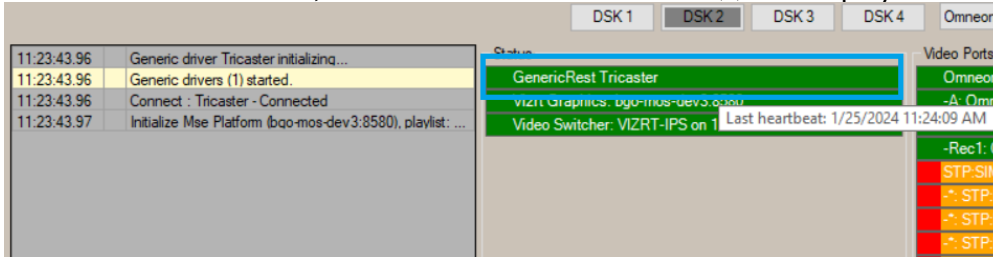 DSK 1 DSK 2 DSK 3 DSK 4 Omneon
Status Video Ports
11:23:43.96 Generic driver Tricaster initializing...
11:23:43.96 Generic drivers (1) started.
11:23:43.96 Connect : Tricaster - Connected
11:23:43.97 Initialize Mse Platform (bgo-mos-dev3:8580), playlist: ...
GenericRest Tricaster
Vizrt Graphics: bgo-mos-dev3:8580
Video Switcher: VIZRT-IPS on 1
Last heartbeat: 1/25/2024 11:24:09 AM
Omneo
-A: Omn
-Rec1:
STP:SIM
-*: STP:
-*: STP:
-*: STP: